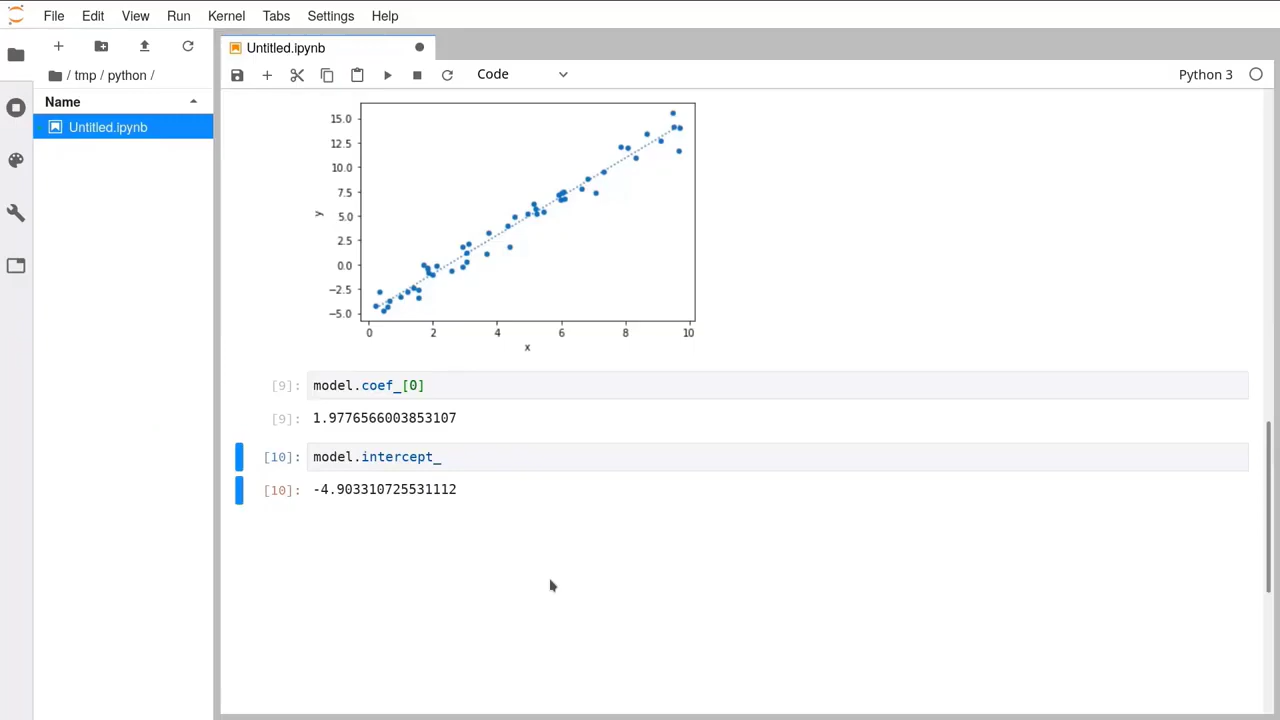 File Edit View Run Kernel Tabs Settings Help
Untitled.ipynb
Code
Python 3
/ tmp / python /
Name
Untitled.ipynb
15.0
12.5
10.0
7.5
5.0
2.5
0.0
−2.5
−5.0
y
0 2 4 6 8 10
x
[9]: model.coef_[0]
[9]: 1.9776566003853107
[10]: model.intercept_
[10]: -4.903310725531112